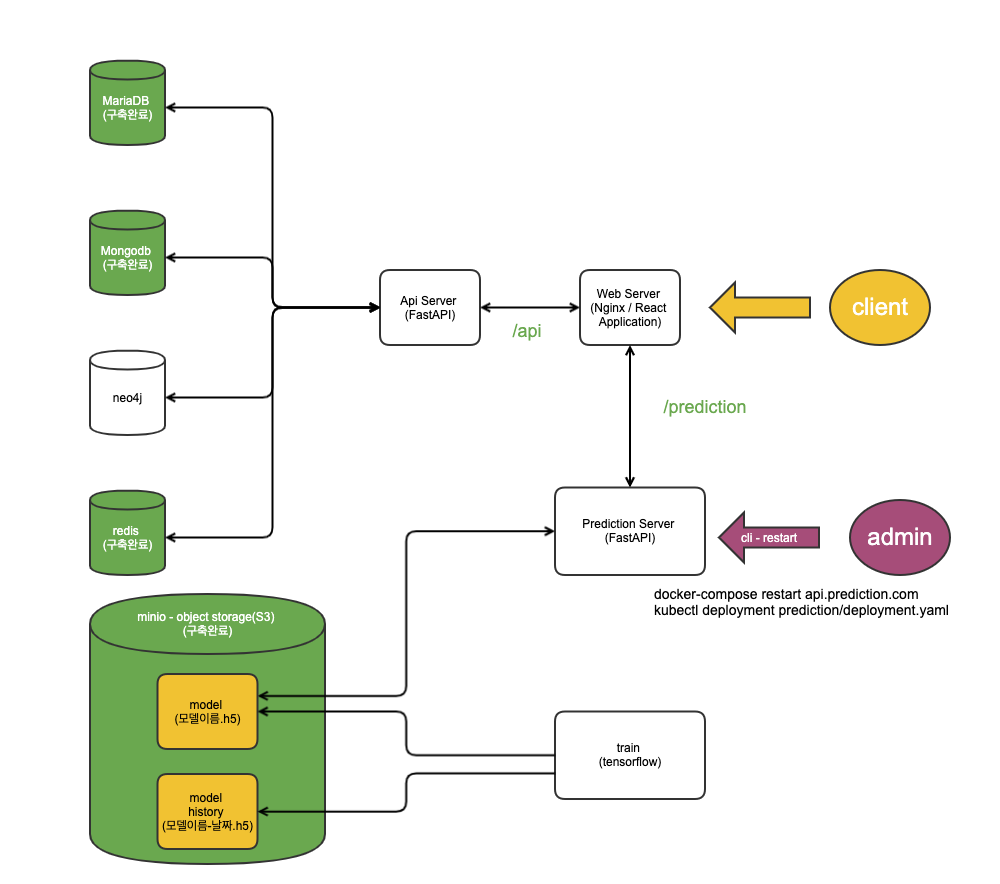 MariaDB
(구축완료)
Mongodb
(구축완료)
neo4j
redis
(구축완료)
Api Server
(FastAPI)
/api
Web Server
(Nginx / React
Application)
client
/prediction
Prediction Server
(FastAPI)
cli - restart
admin
docker-compose restart api.prediction.com
kubectl deployment prediction/deployment.yaml
minio - object storage(S3)
(구축완료)
model
(모델이름.h5)
model
history
(모델이름-날짜.h5)
train
(tensorflow)